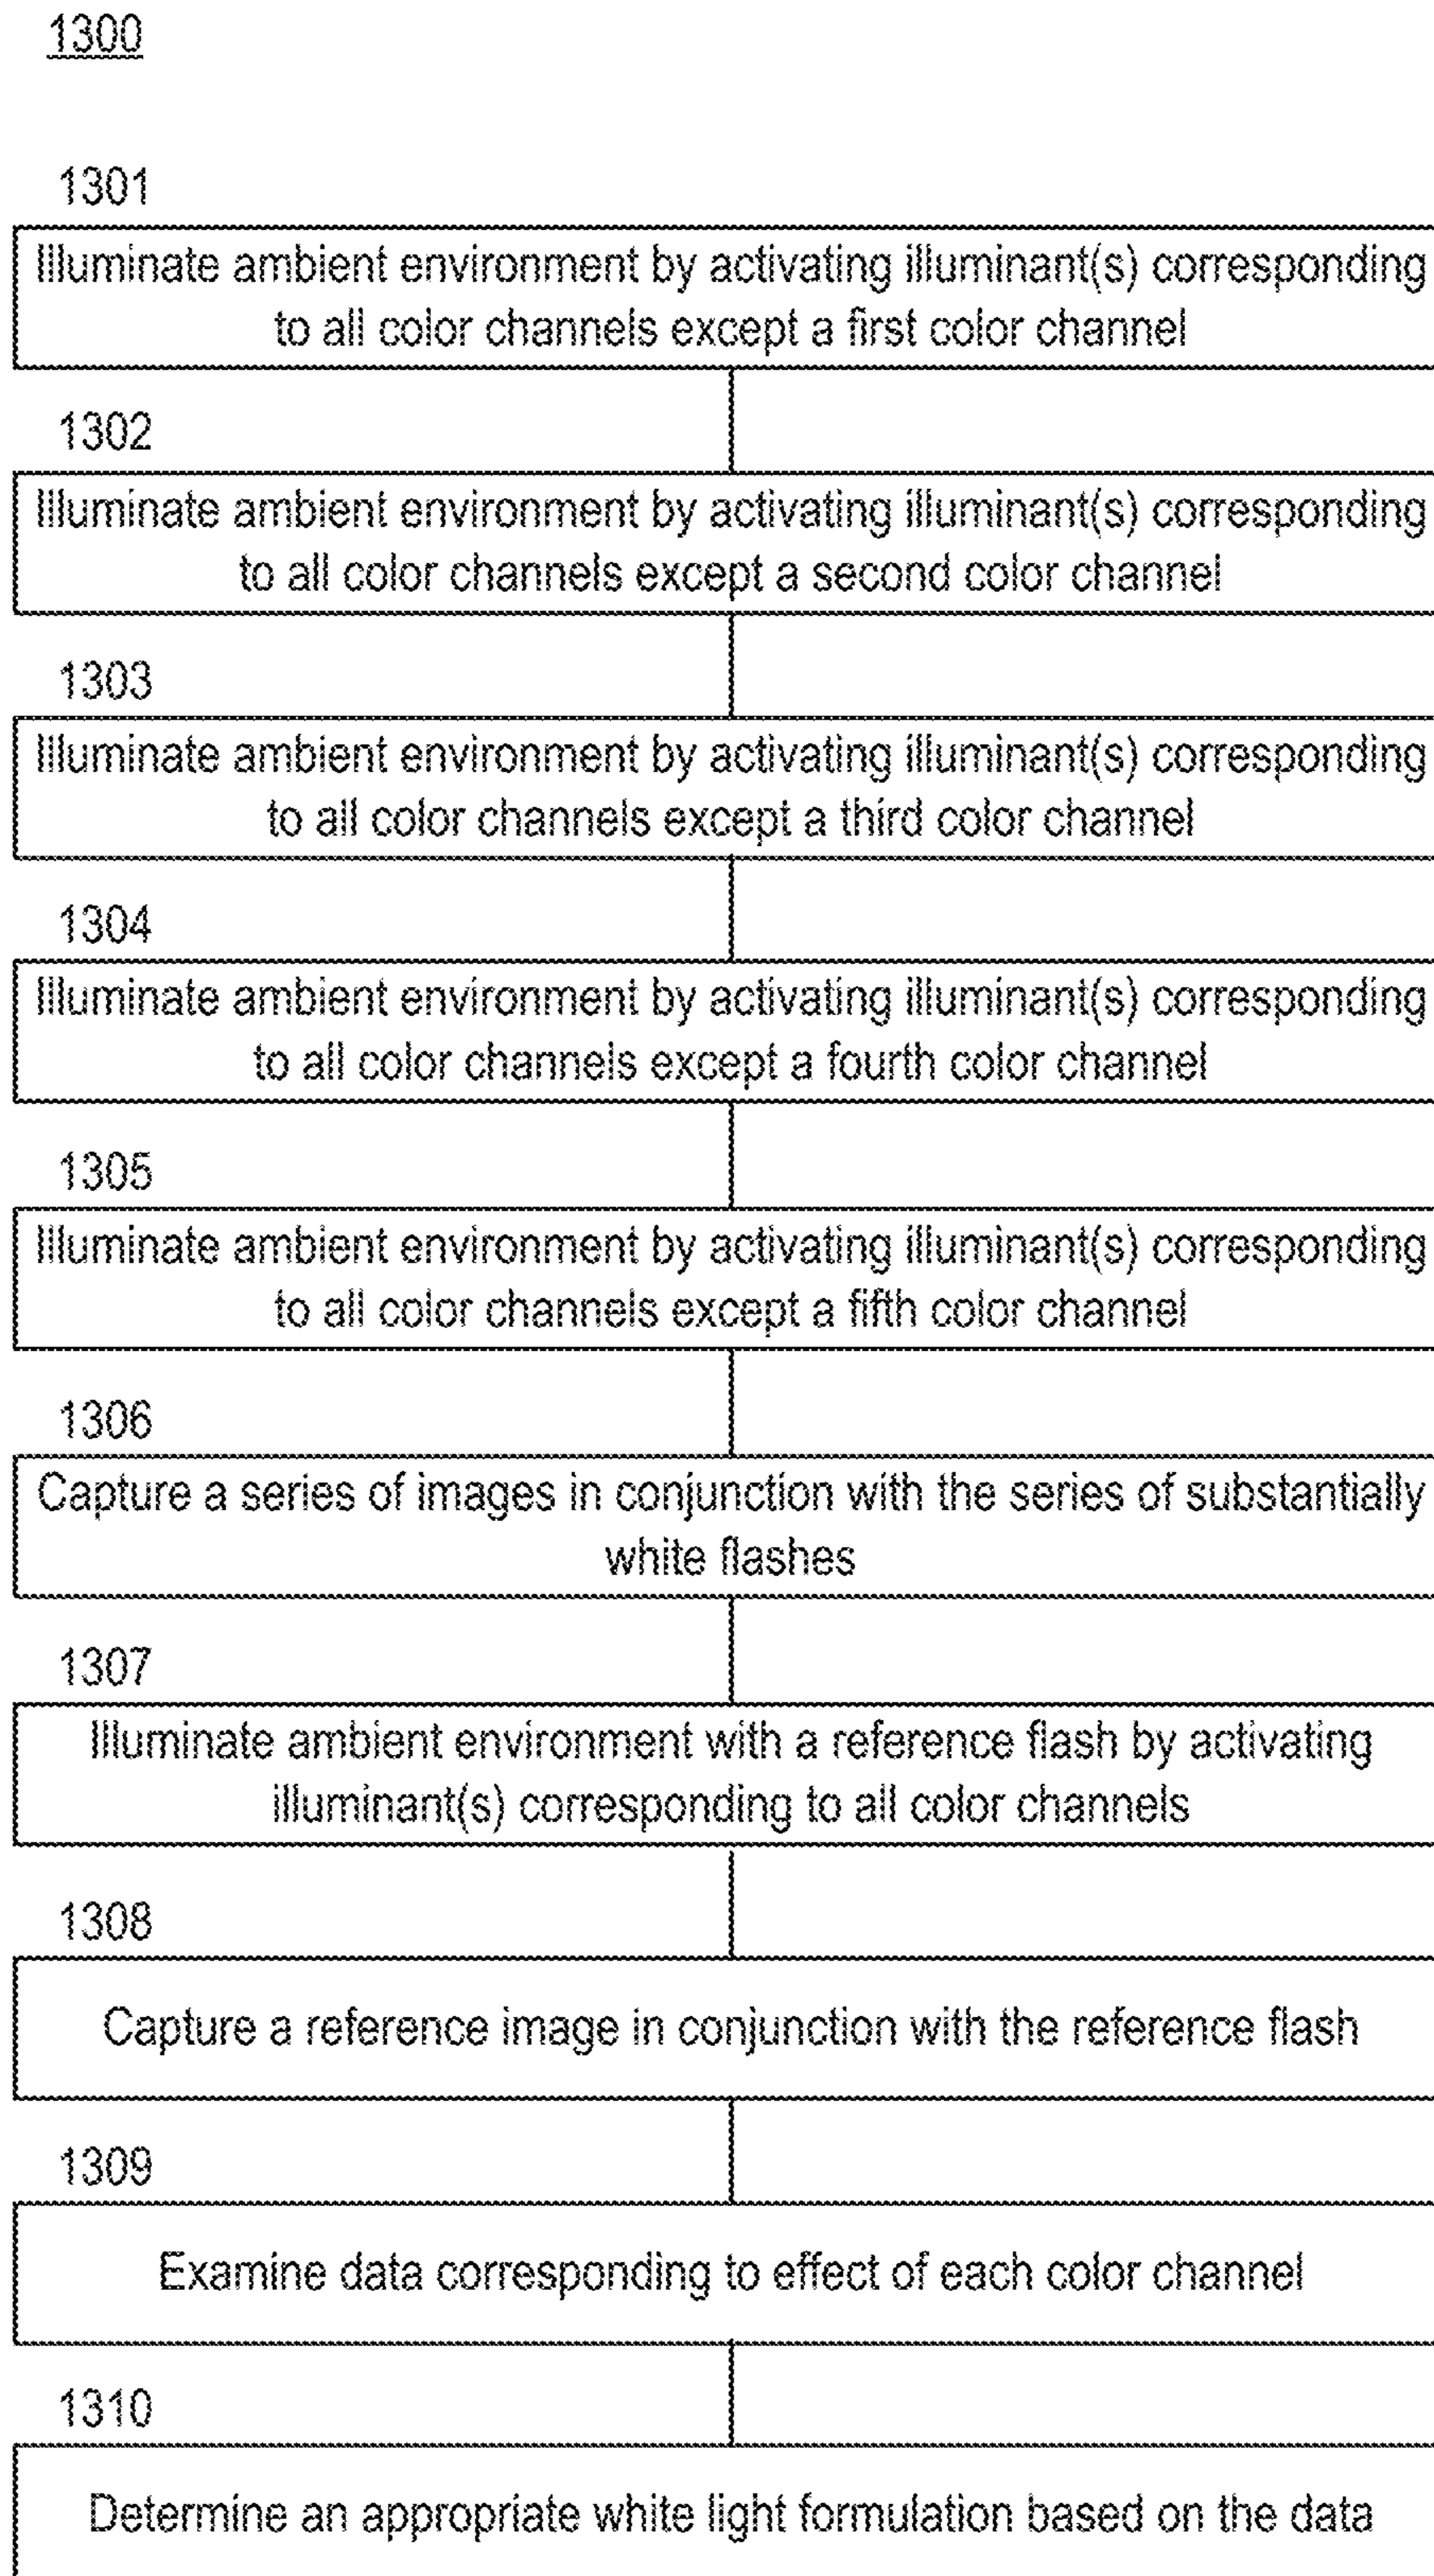 1300
1301
Illuminate ambient environment by activating illuminant(s) corresponding
to all color channels except a first color channel
1302
Illuminate ambient environment by activating illuminant(s) corresponding
to all color channels except a second color channel
1303
Illuminate ambient environment by activating illuminant(s) corresponding
to all color channels except a third color channel
1304
Illuminate ambient environment by activating illuminant(s) corresponding
to all color channels except a fourth color channel
1305
Illuminate ambient environment by activating illuminant(s) corresponding
to all color channels except a fifth color channel
1306
Capture a series of images in conjunction with the series of substantially
white flashes
1307
Illuminate ambient environment with a reference flash by activating
illuminant(s) corresponding to all color channels
1308
Capture a reference image in conjunction with the reference flash
1309
Examine data corresponding to effect of each color channel
1310
Determine an appropriate white light formulation based on the data